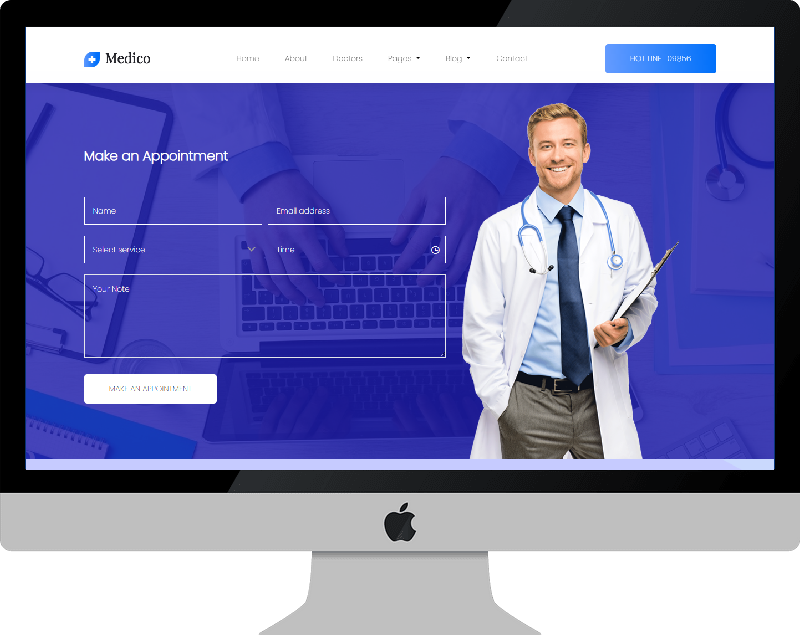 Medico
Home About Doctors Pages Blog Contact
HOTLINE - 09856
Make an Appointment
Name
Email address
Select service
Time
Your Note
MAKE AN APPOINTMENT